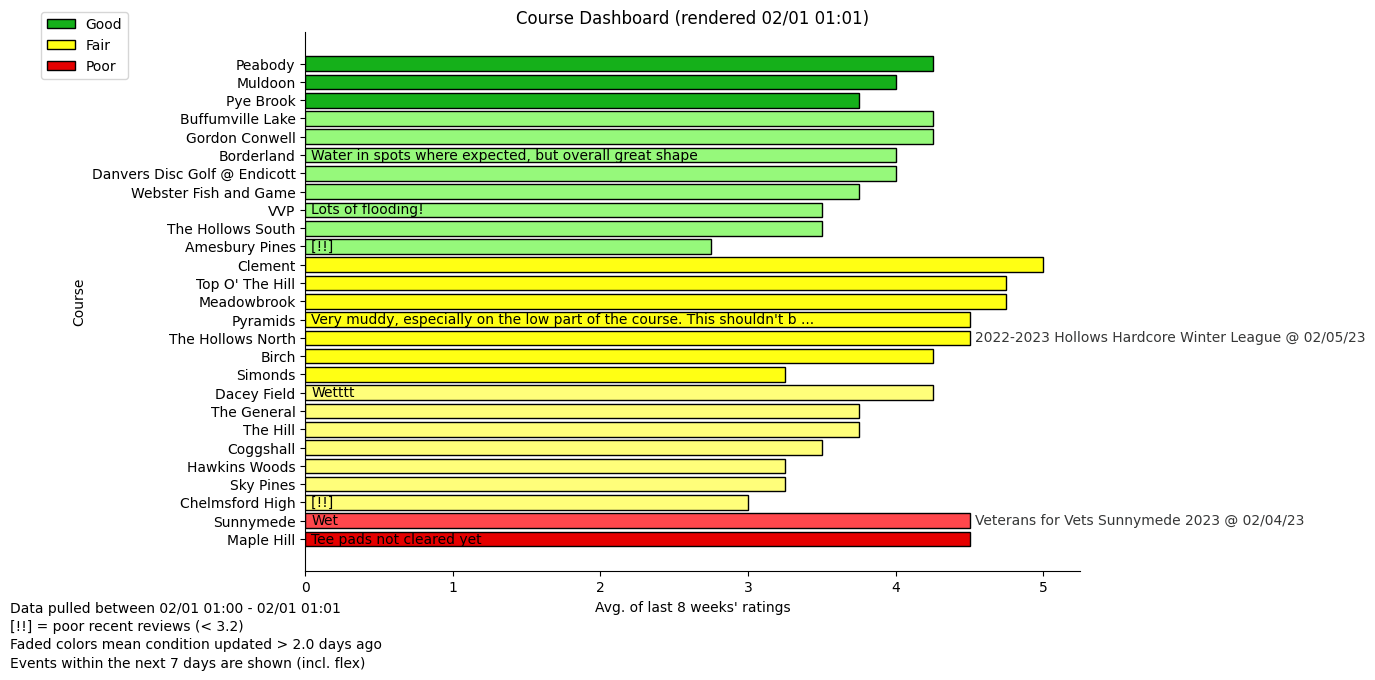 Course Dashboard (rendered 02/01 01:01)
Good
Fair
Poor
Course
Peabody
Muldoon
Pye Brook
Buffumville Lake
Gordon Conwell
Borderland Water in spots where expected, but overall great shape
Danvers Disc Golf @ Endicott
Webster Fish and Game
VVP Lots of flooding!
The Hollows South
Amesbury Pines [!!]
Clement
Top O' The Hill
Meadowbrook
Pyramids Very muddy, especially on the low part of the course. This shouldn't b ...
The Hollows North 2022-2023 Hollows Hardcore Winter League @ 02/05/23
Birch
Simonds
Dacey Field Wetttt
The General
The Hill
Coggshall
Hawkins Woods
Sky Pines
Chelmsford High [!!]
Sunnymede Wet Veterans for Vets Sunnymede 2023 @ 02/04/23
Maple Hill Tee pads not cleared yet
0 1 2 3 4 5
Avg. of last 8 weeks' ratings
Data pulled between 02/01 01:00 - 02/01 01:01
[!!] = poor recent reviews (< 3.2)
Faded colors mean condition updated > 2.0 days ago
Events within the next 7 days are shown (incl. flex)